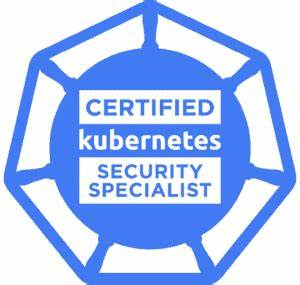 CERTIFIED
kubernetes
SECURITY
SPECIALIST